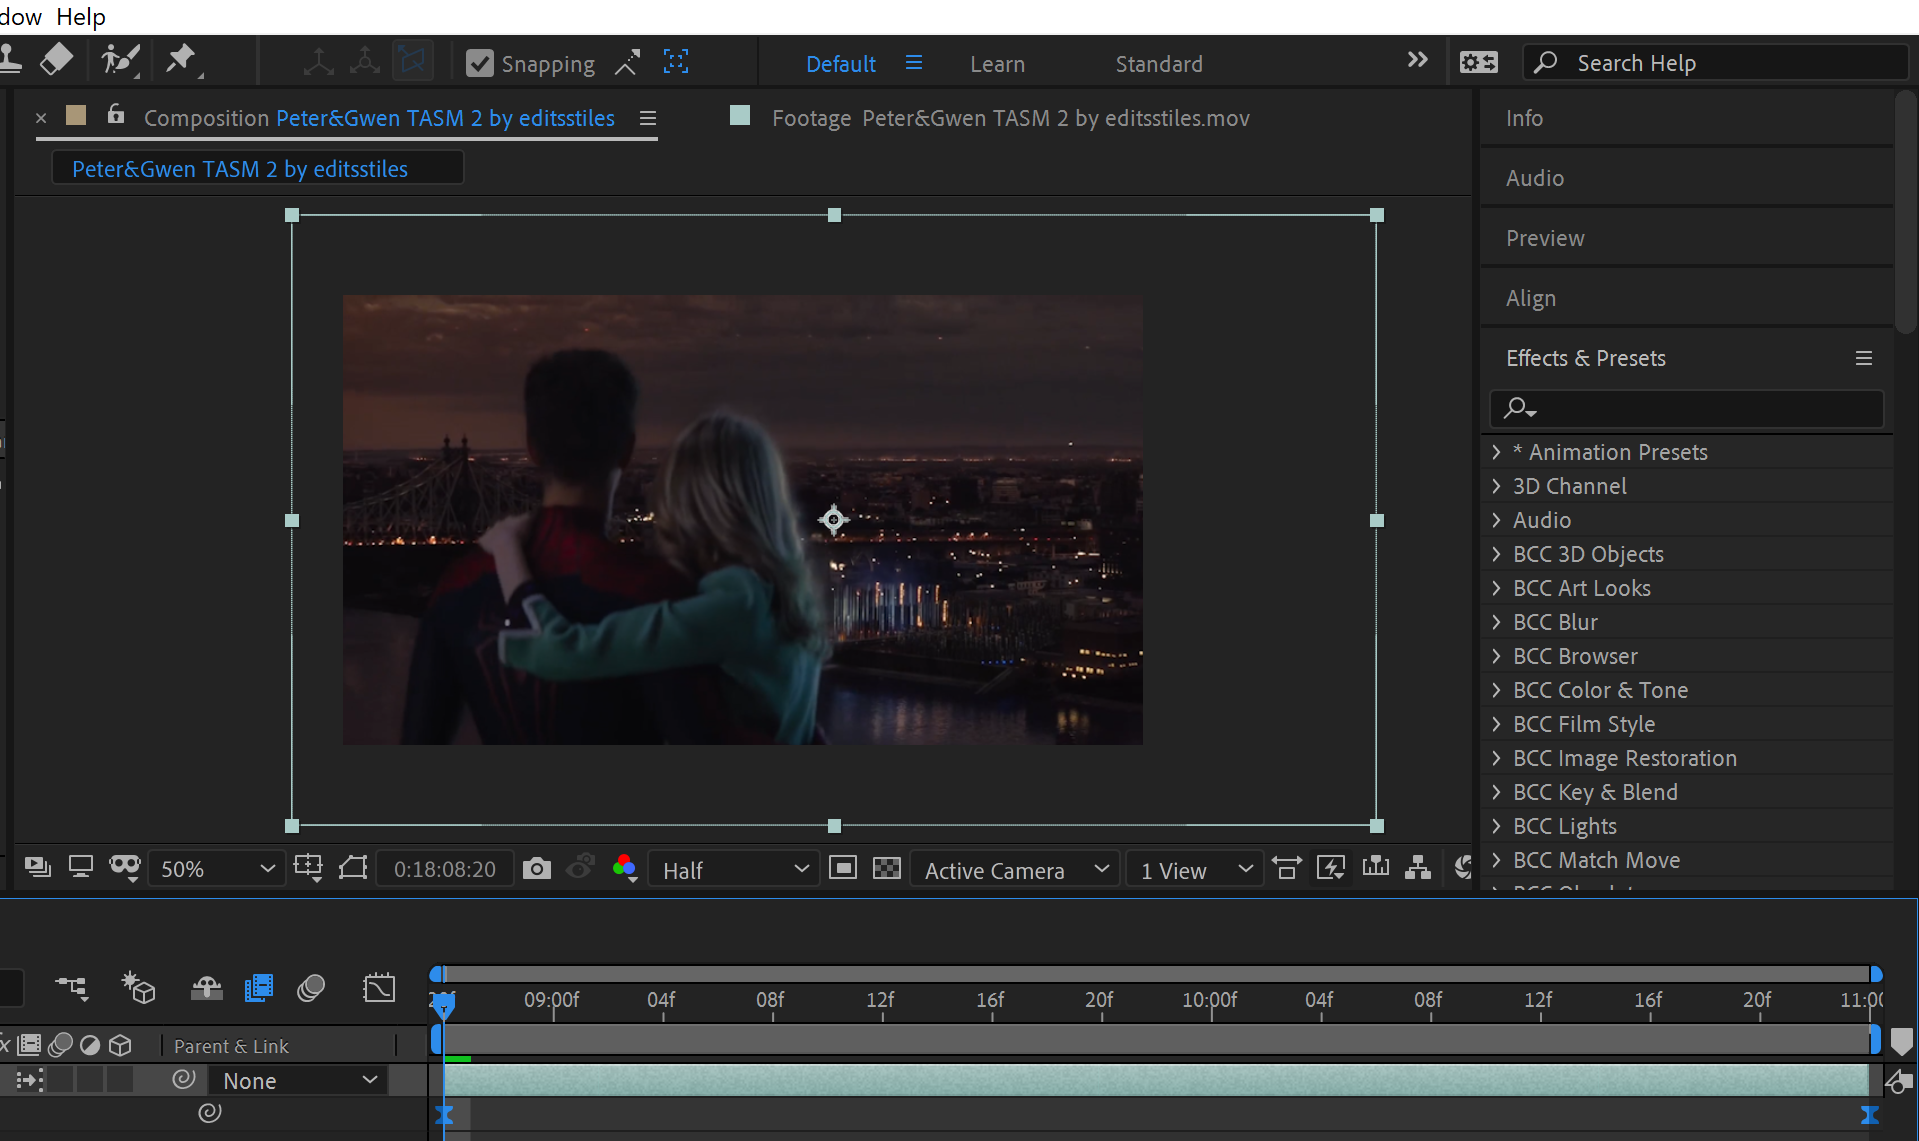 dow Help
Snapping
Default
Learn
Standard
Search Help
Composition Peter&Gwen TASM 2 by editsstiles
Footage Peter&Gwen TASM 2 by editsstiles.mov
Peter&Gwen TASM 2 by editsstiles
Info
Audio
Preview
Align
Effects & Presets
* Animation Presets
3D Channel
Audio
BCC 3D Objects
BCC Art Looks
BCC Blur
BCC Browser
BCC Color & Tone
BCC Film Style
BCC Image Restoration
BCC Key & Blend
BCC Lights
BCC Match Move
50%
0:18:08:20
Half
Active Camera
1 View
09:00f 04f 08f 12f 16f 20f 10:00f 04f 08f 12f 16f 20f 11:00
Parent & Link
None